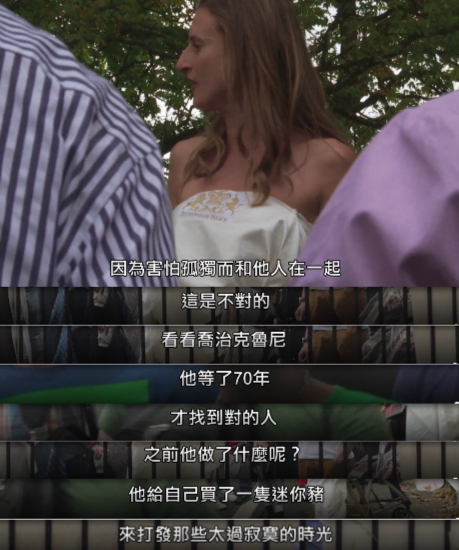 因為害怕孤獨而和他人在一起
這是不對的
看看喬治克魯尼
他等了70年
才找到對的人
之前他做了什麼呢？
他給自己買了一隻迷你豬
來打發那些太過寂寞的時光